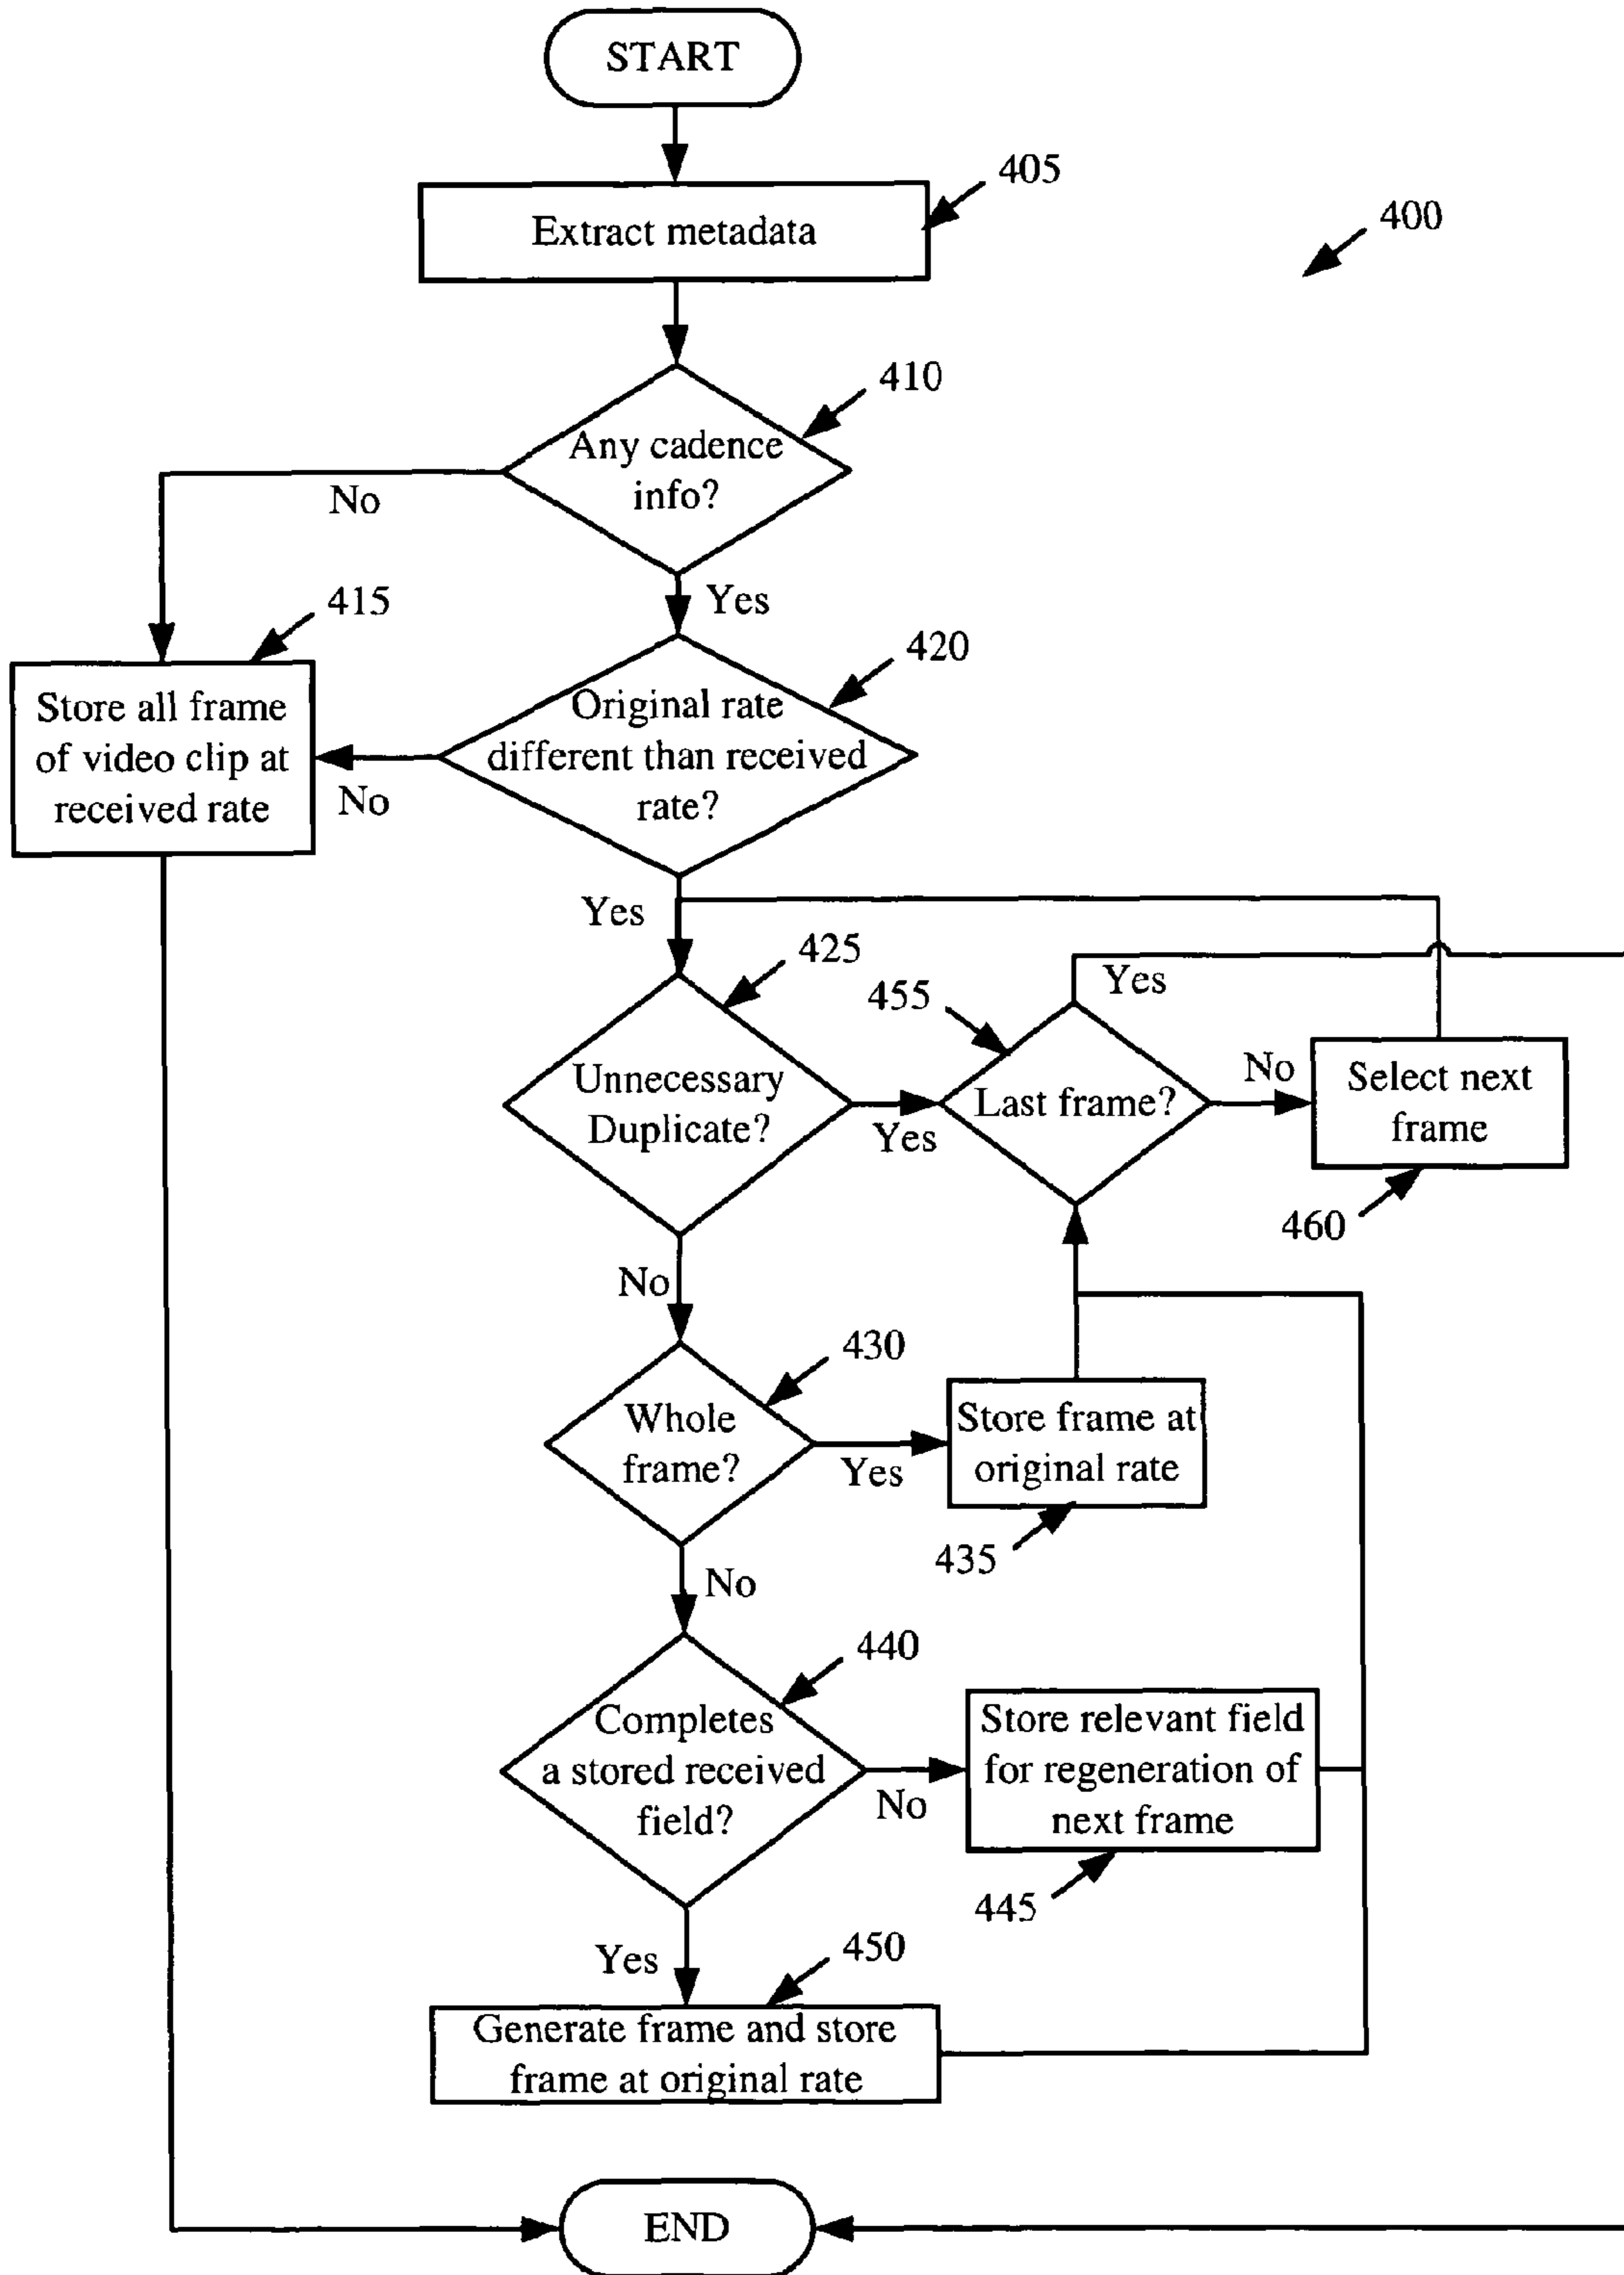 START
405
Extract metadata
400
410
Any cadence
info?
No
Yes
415
420
Store all frame
of video clip at
received rate
Original rate
different than received
rate?
No
Yes
425
455
Yes
Unnecessary
Duplicate?
Yes
Last frame?
No
Select next
frame
460
No
430
Whole
frame?
Yes
Store frame at
original rate
435
No
440
Completes
a stored received
field?
No
Store relevant field
for regeneration of
next frame
445
Yes
450
Generate frame and store
frame at original rate
END